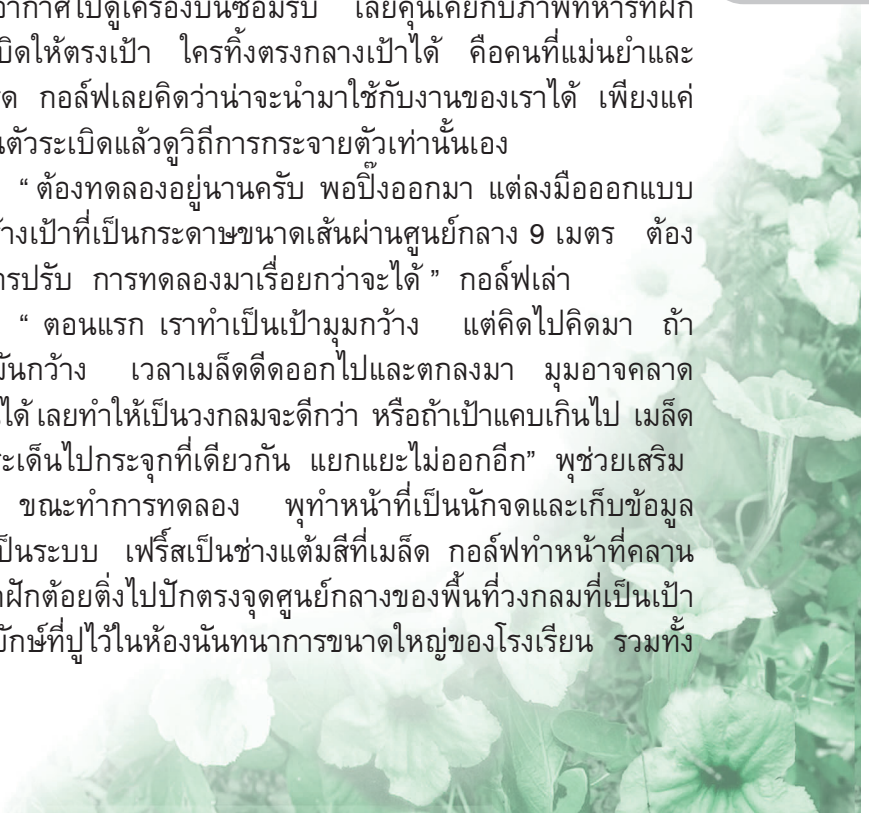 อากาศไปดูเครื่องบินซ้อมรบ เลยคุ้นเคยกับภาพทหารที่ฝึก
บิดให้ตรงเป้า ใครทิ้งตรงกลางเป้าได้ คือคนที่แม่นยำและ
ด กอล์ฟเลยคิดว่าน่าจะนำมาใช้กับงานของเราได้ เพียงแค่
ตัวระเบิดแล้วดูวิถีการกระจายตัวเท่านั้นเอง
“ ต้องทดลองอยู่นานครับ พอปิ๊งออกมา แต่ลงมือออกแบบ
างเป้าที่เป็นกระดาษขนาดเส้นผ่านศูนย์กลาง 9 เมตร ต้อง
ารปรับ การทดลองมาเรื่อยกว่าจะได้ ” กอล์ฟเล่า
“ ตอนแรก เราทำเป็นเป้ามุมกว้าง แต่คิดไปคิดมา ถ้า
มันกว้าง เวลาเมล็ดดีดออกไปและตกลงมา มุมอาจคลาด
ได้ เลยทำให้เป็นวงกลมจะดีกว่า หรือถ้าเป้าแคบเกินไป เมล็ด
ะเด็นไปกระจุกที่เดียวกัน แยกแยะไม่ออกอีก” พุช่วยเสริม
ขณะทำการทดลอง พุทำหน้าที่เป็นนักจดและเก็บข้อมูล
ป็นระบบ เฟริ์สเป็นช่างแต้มสีที่เมล็ด กอล์ฟทำหน้าที่คลาน
ฝักต้อยติ่งไปปักตรงจุดศูนย์กลางของพื้นที่วงกลมที่เป็นเป้า
ยักษ์ที่ปูไว้ในห้องนันทนาการขนาดใหญ่ของโรงเรียน รวมทั้ง